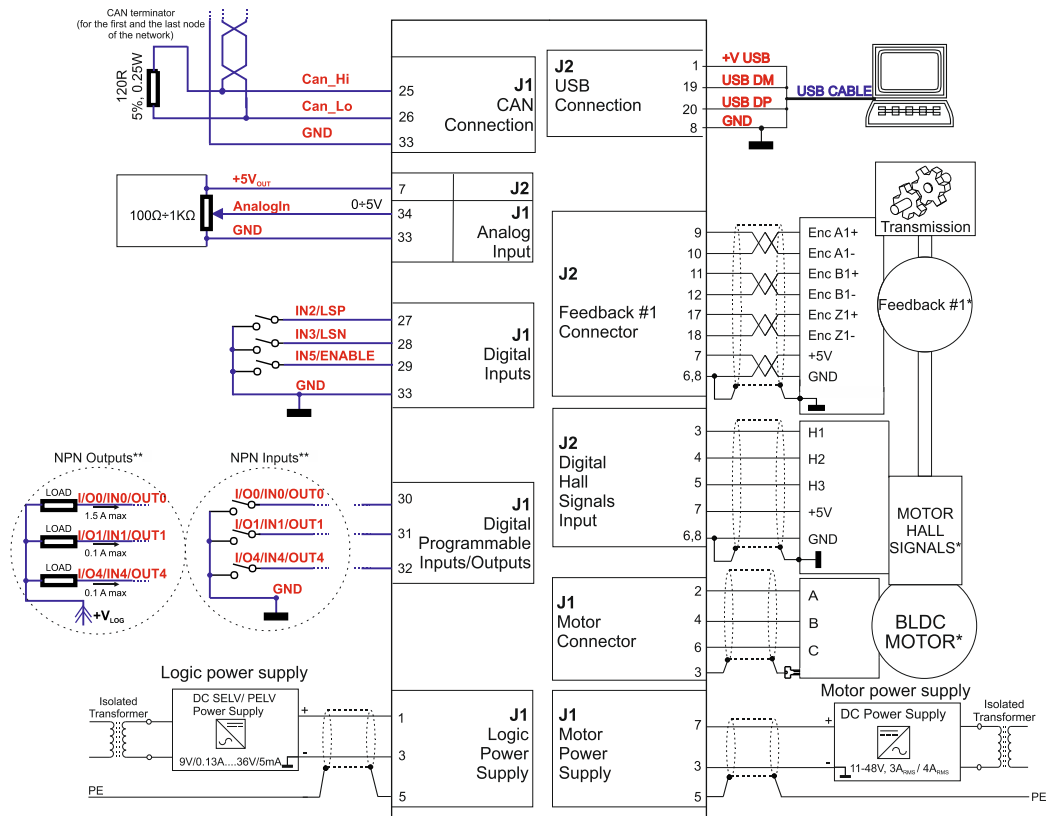 CAN terminator
(for the first and the last node
of the network)
120R
5%, 0.25W
Can_Hi
25
Can_Lo
26
GND
33
J1
CAN
Connection
J2
USB
Connection
1
+V USB
19
USB DM
20
USB DP
8
GND
USB CABLE
100Ω÷1KΩ
+5VOUT
7
J2
AnalogIn
0÷5V
34
GND
33
J1
Analog
Input
IN2/LSP
27
IN3/LSN
28
IN5/ENABLE
29
GND
33
J1
Digital
Inputs
J2
Feedback #1
Connector
9
Enc A1+
10
Enc A1-
11
Enc B1+
12
Enc B1-
17
Enc Z1+
18
Enc Z1-
7
+5V
6,8
GND
Transmission
Feedback #1*
J2
Digital
Hall
Signals
Input
3
H1
4
H2
5
H3
7
+5V
6,8
GND
MOTOR
HALL
SIGNALS*
NPN Outputs**
LOAD
I/O0/IN0/OUT0
1.5 A max
LOAD
I/O1/IN1/OUT1
0.1 A max
LOAD
I/O4/IN4/OUT4
0.1 A max
+VLOG
NPN Inputs**
I/O0/IN0/OUT0
30
I/O1/IN1/OUT1
31
I/O4/IN4/OUT4
32
GND
J1
Digital
Programmable
Inputs/Outputs
J1
Motor
Connector
2
A
4
B
6
C
3
BLDC
MOTOR*
Logic power supply
Isolated
Transformer
DC SELV/ PELV
Power Supply
9V/0.13A....36V/5mA
+
-
PE
1
3
5
J1
Logic
Power
Supply
J1
Motor
Power
Supply
7
3
5
Motor power supply
+
-
DC Power Supply
11-48V, 3ARMS / 4ARMS
Isolated
Transformer
PE